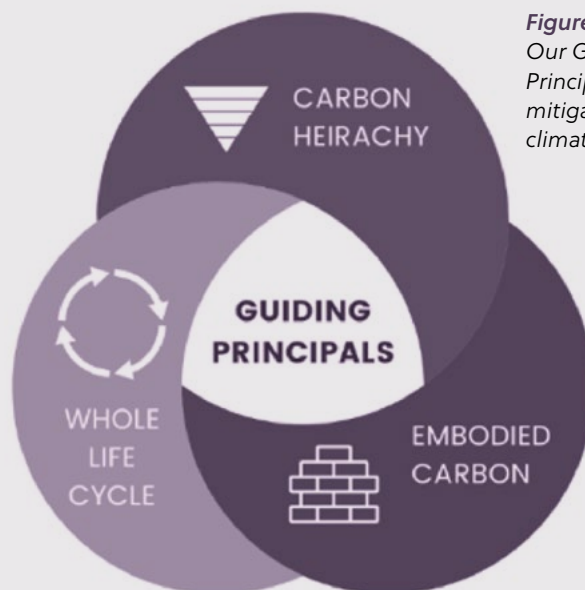 Figure
Our G
Princip
mitiga
climat
CARBON
HEIRACHY
GUIDING
PRINCIPALS
WHOLE
LIFE
CYCLE
EMBODIED
CARBON